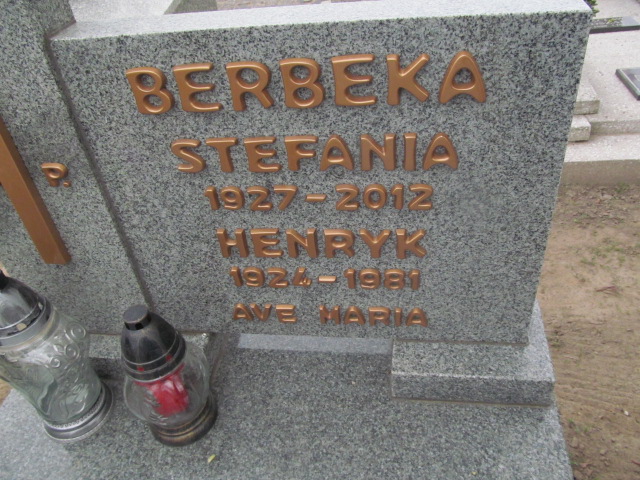 P.
BERBEKA
STEFANIA
1927-2012
HENRYK
1924-1981
AVE MARIA